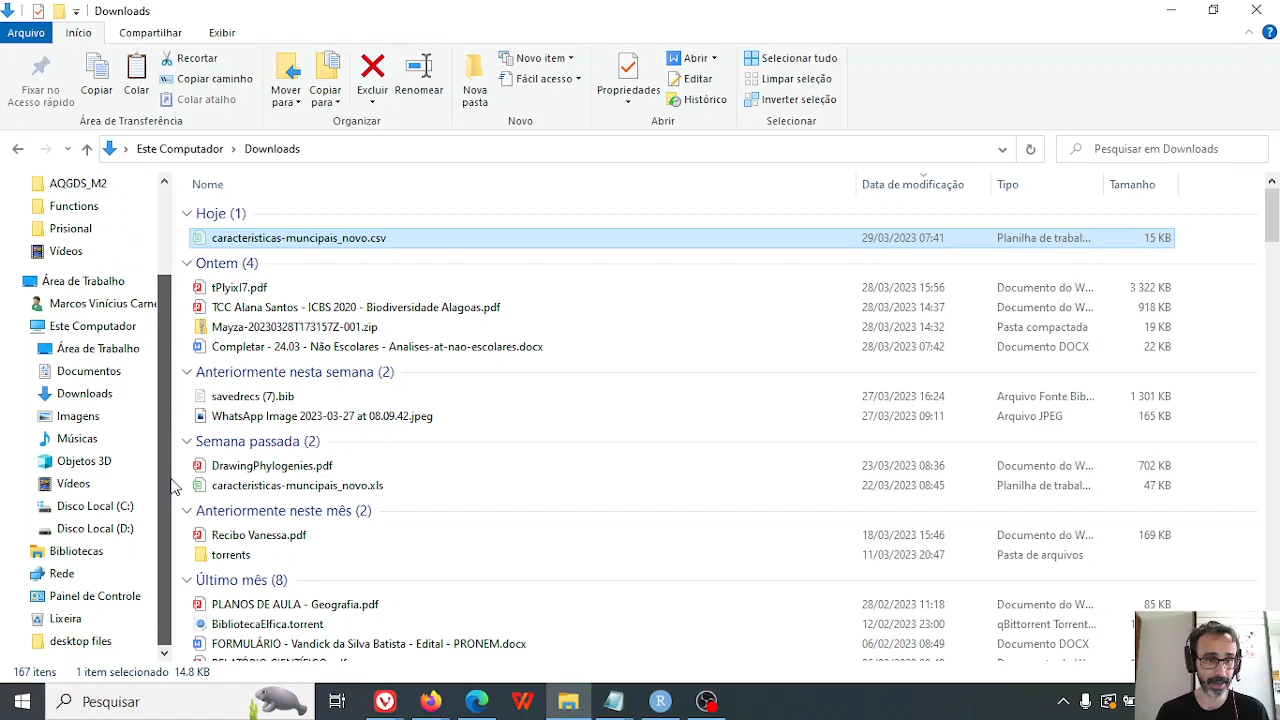 Downloads
Arquivo Início Compartilhar Exibir
Fixar no Acesso rápido
Copiar
Colar
Recortar
Copiar caminho
Colar atalho
Área de Transferência
Mover para
Copiar para
Excluir
Renomear
Organizar
Nova pasta
Novo item
Fácil acesso
Novo
Propriedades
Abrir
Editar
Histórico
Abrir
Selecionar tudo
Limpar seleção
Inverter seleção
Selecionar
Este Computador › Downloads
Pesquisar em Downloads
AQGDS_M2
Functions
Prisional
Vídeos
Área de Trabalho
Marcos Vinícius Carne
Este Computador
Área de Trabalho
Documentos
Downloads
Imagens
Músicas
Objetos 3D
Vídeos
Disco Local (C:)
Disco Local (D:)
Bibliotecas
Rede
Painel de Controle
Lixeira
desktop files
Nome Data de modificação Tipo Tamanho
Hoje (1)
caracteristicas-muncipais_novo.csv 29/03/2023 07:41 Planilha de trabal... 15 KB
Ontem (4)
tPlyixI7.pdf 28/03/2023 15:56 Documento do W... 3 322 KB
TCC Alana Santos - ICBS 2020 - Biodiversidade Alagoas.pdf 28/03/2023 14:37 Documento do W... 918 KB
Mayza-20230328T173157Z-001.zip 28/03/2023 14:32 Pasta compactada 19 KB
Completar - 24.03 - Não Escolares - Analises-at-nao-escolares.docx 28/03/2023 07:42 Documento DOCX 22 KB
Anteriormente nesta semana (2)
savedrecs (7).bib 27/03/2023 16:24 Arquivo Fonte Bib... 1 301 KB
WhatsApp Image 2023-03-27 at 08.09.42.jpeg 27/03/2023 09:11 Arquivo JPEG 165 KB
Semana passada (2)
DrawingPhylogenies.pdf 23/03/2023 08:36 Documento do W... 702 KB
caracteristicas-muncipais_novo.xls 22/03/2023 08:45 Planilha de trabal... 47 KB
Anteriormente neste mês (2)
Recibo Vanessa.pdf 18/03/2023 15:46 Documento do W... 169 KB
torrents 11/03/2023 20:47 Pasta de arquivos
Último mês (8)
PLANOS DE AULA - Geografia.pdf 28/02/2023 11:18 Documento do W... 85 KB
BibliotecaElfica.torrent 12/02/2023 23:00 qBittorrent Torrent...
FORMULÁRIO - Vandick da Silva Batista - Edital - PRONEM.docx 06/02/2023 08:49 Documento DOCX
167 itens 1 item selecionado 14.8 KB
Pesquisar